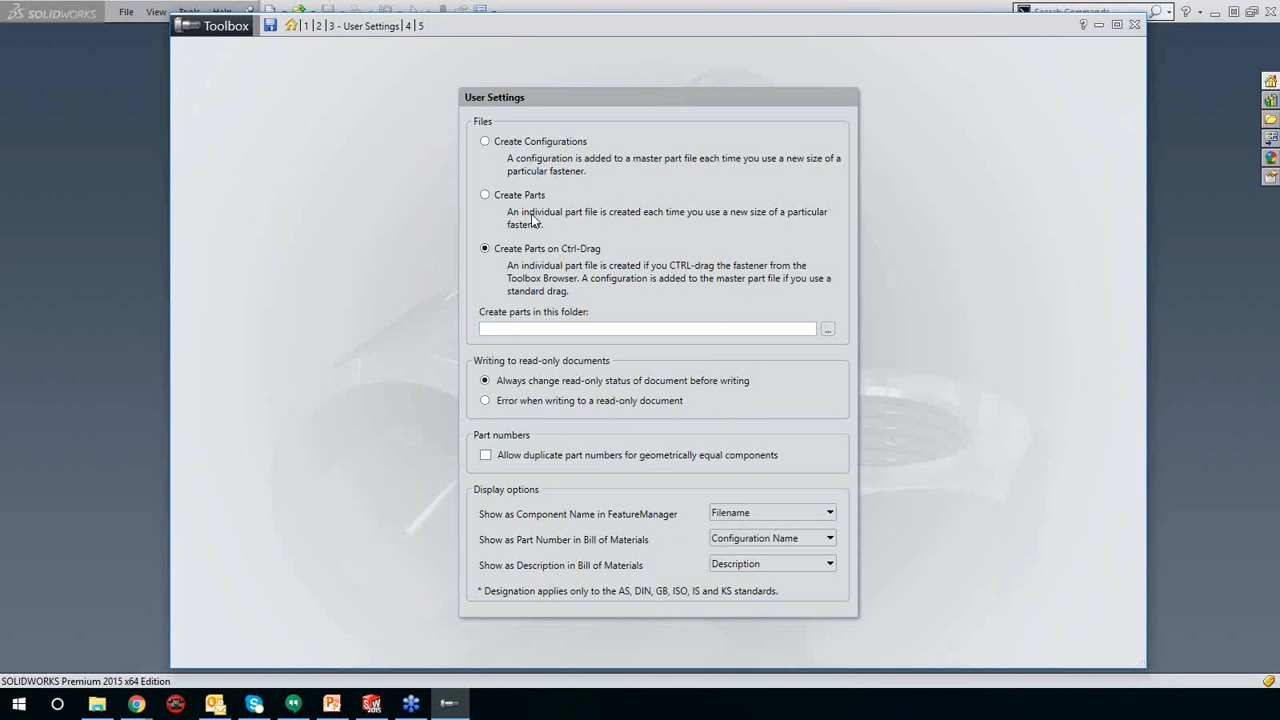 SOLIDWORKS File View
Search Commands
Toolbox 1 | 2 | 3 - User Settings | 4 | 5
User Settings
Files
Create Configurations
A configuration is added to a master part file each time you use a new size of a
particular fastener.
Create Parts
An individual part file is created each time you use a new size of a particular
fastener.
Create Parts on Ctrl-Drag
An individual part file is created if you CTRL-drag the fastener from the
Toolbox Browser. A configuration is added to the master part file if you use a
standard drag.
Create parts in this folder:
...
Writing to read-only documents
Always change read-only status of document before writing
Error when writing to a read-only document
Part numbers
Allow duplicate part numbers for geometrically equal components
Display options
Show as Component Name in FeatureManager Filename
Show as Part Number in Bill of Materials Configuration Name
Show as Description in Bill of Materials Description
* Designation applies only to the AS, DIN, GB, ISO, IS and KS standards.
SOLIDWORKS Premium 2015 x64 Edition